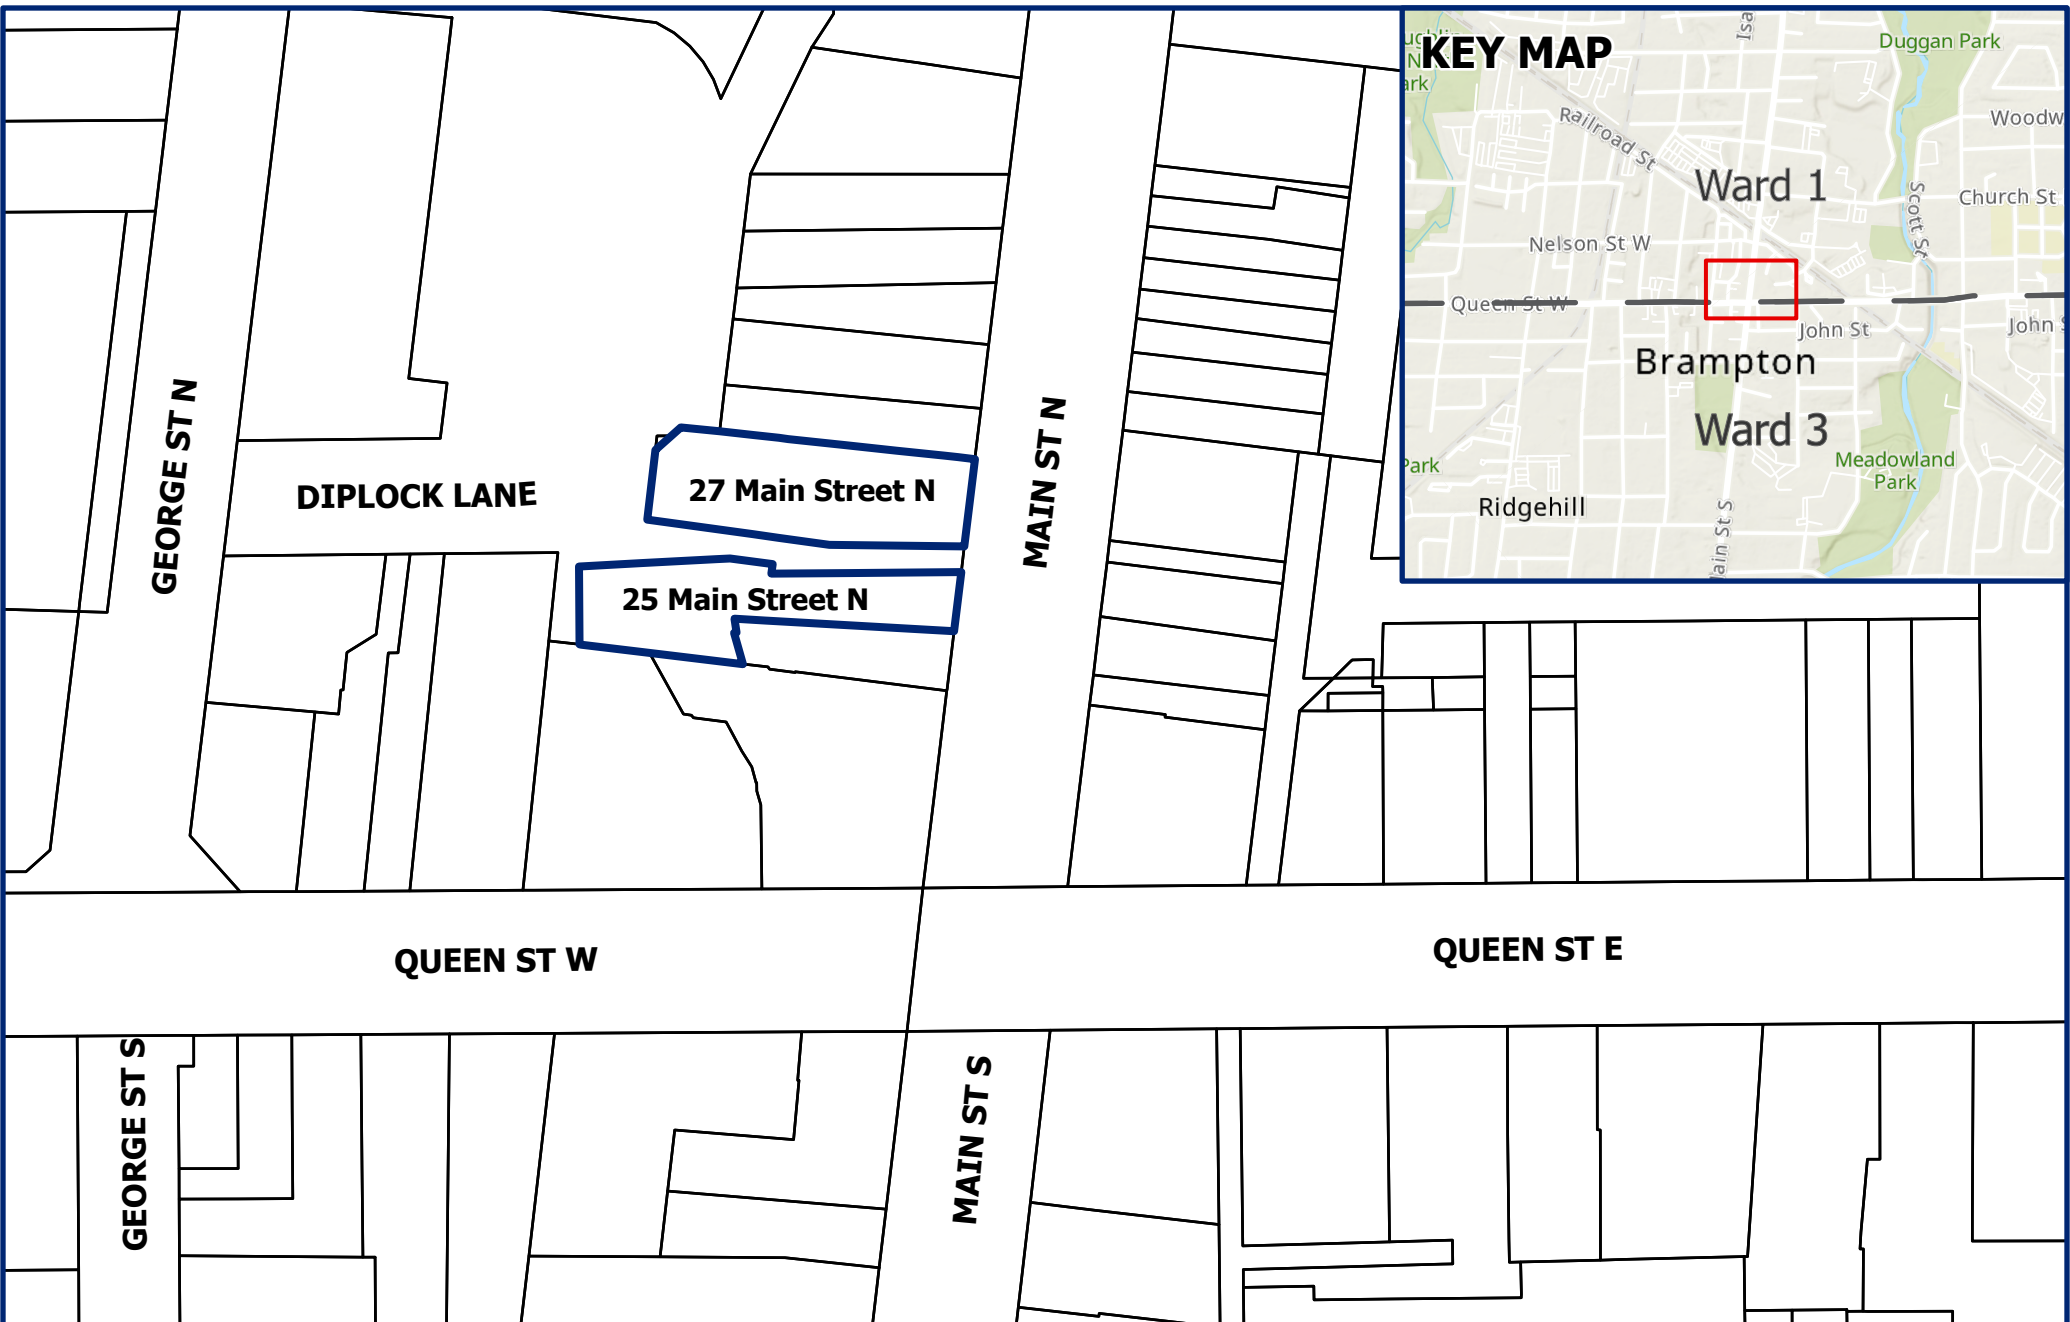 KEY MAP
Duggan Park
Railroad St
Ward 1
Church St
Scott St
Nelson St W
Queen St W
John St
John
Brampton
Ward 3
Meadowland
Park
Park
Ridgehill
GEORGE ST N
DIPLOCK LANE
27 Main Street N
MAIN ST N
25 Main Street N
QUEEN ST W
QUEEN ST E
GEORGE ST S
MAIN ST S